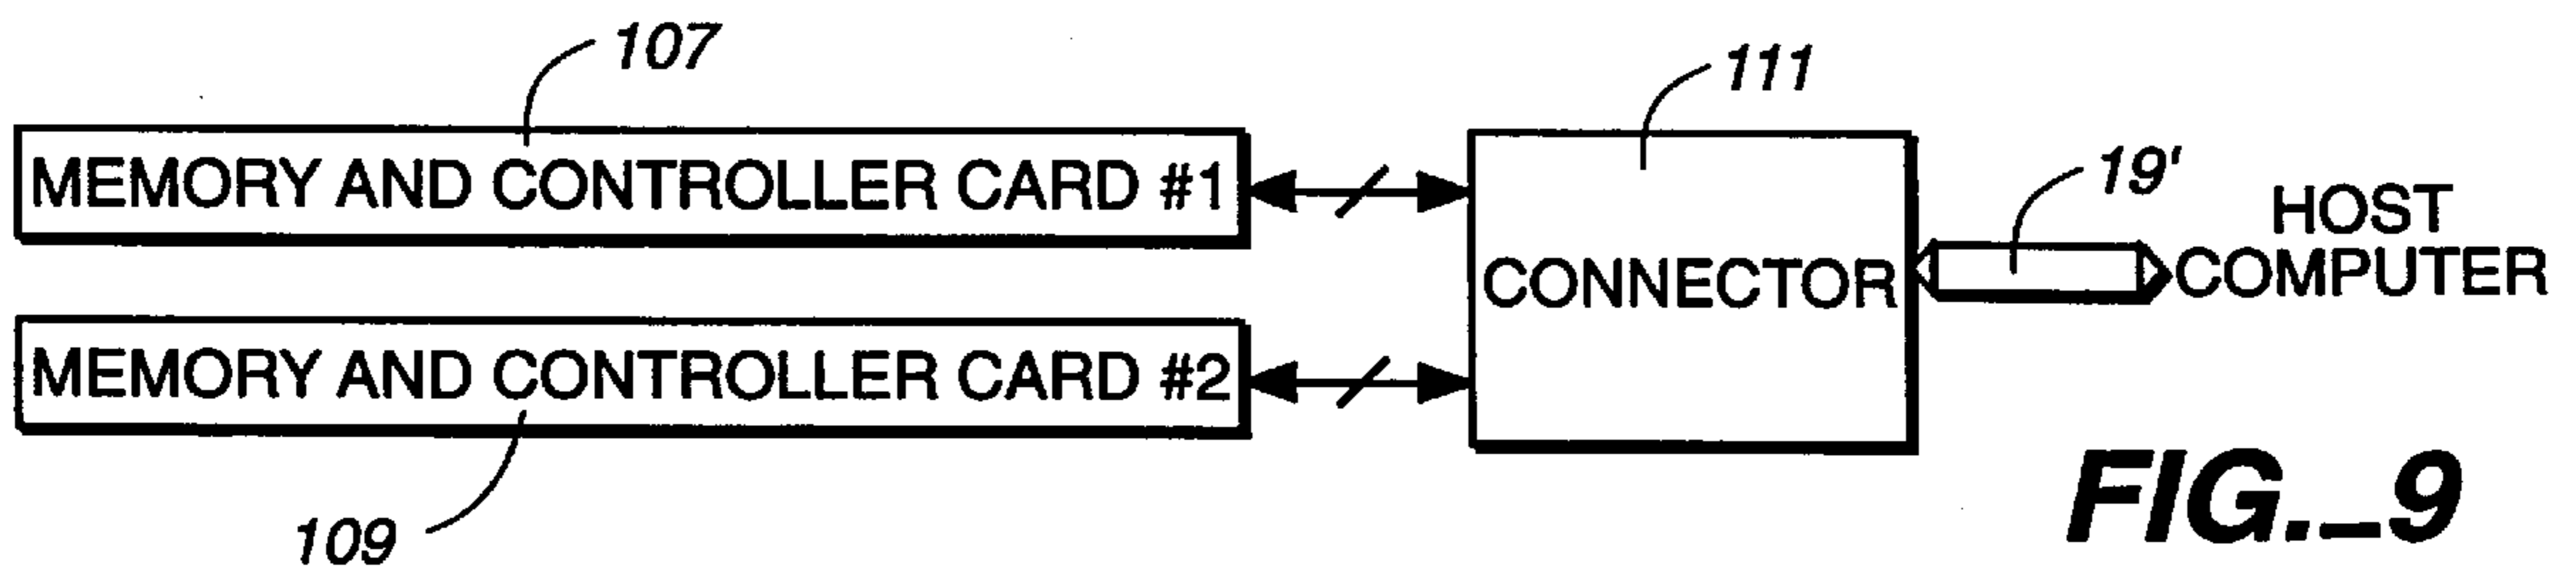 107
111
MEMORY AND CONTROLLER CARD #1
19'
HOST
COMPUTER
CONNECTOR
MEMORY AND CONTROLLER CARD #2
109
FIG._9